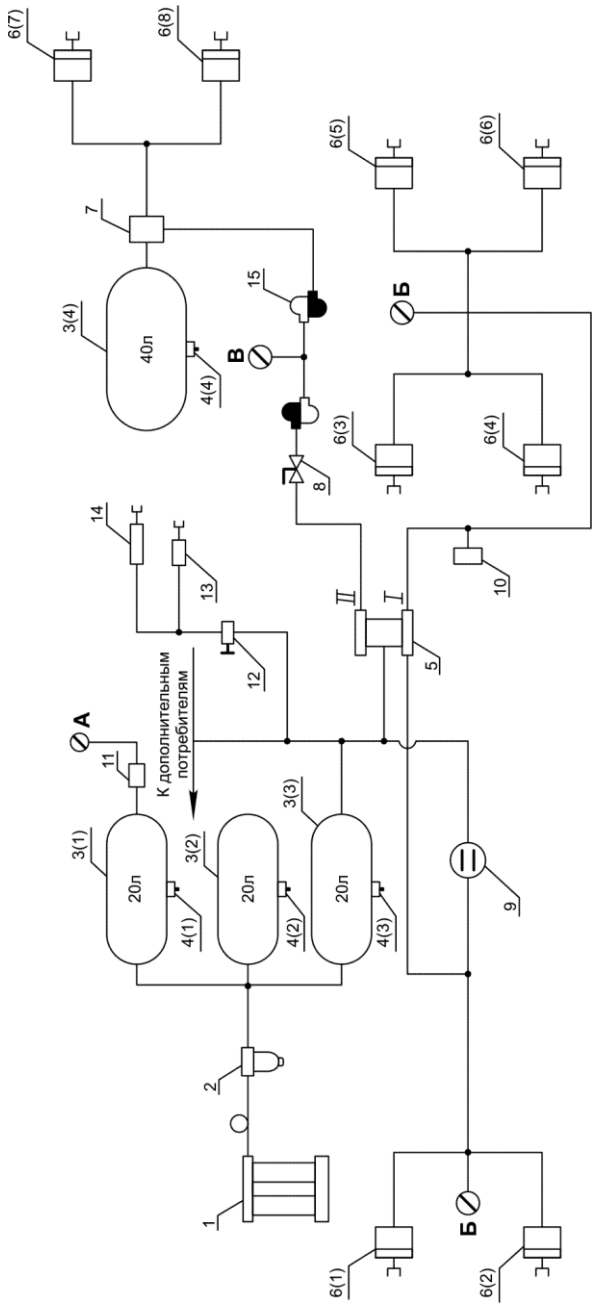 6(7)
6(8)
7
3(4)
40л
4(4)
15
В
8
6(5)
6(6)
Б
6(3)
6(4)
14
13
12
II
I
10
5
А
11
К дополнительным
потребителям
3(1)
20л
4(1)
3(2)
20л
4(2)
3(3)
20л
4(3)
9
2
1
Б
6(1)
6(2)